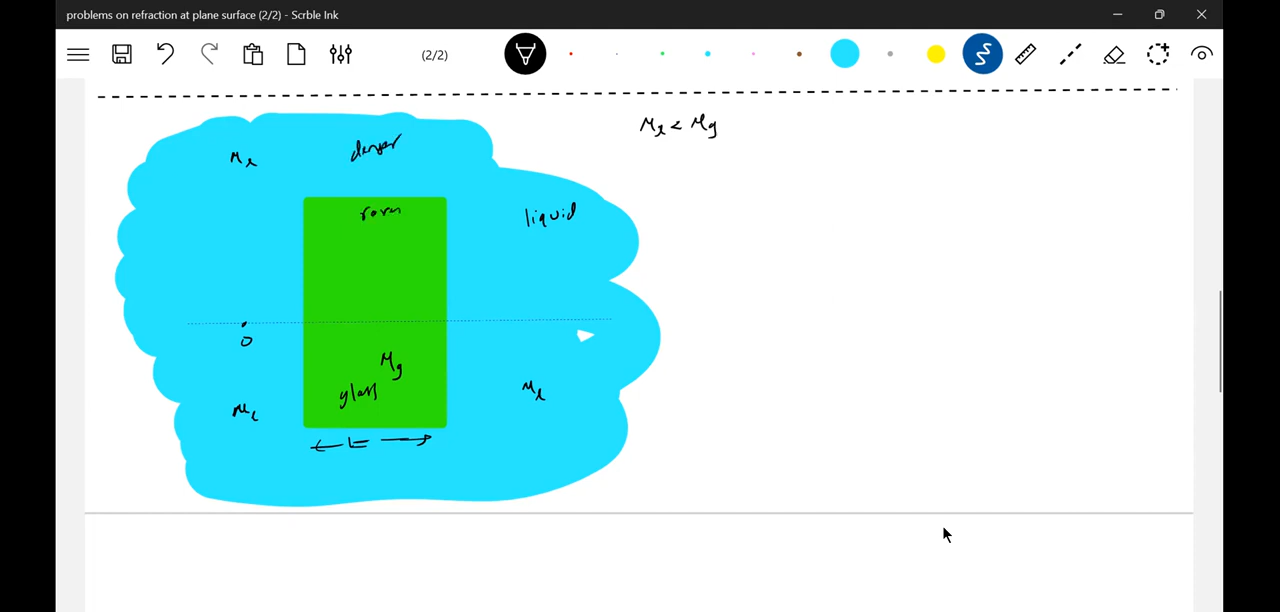 problems on refraction at plane surface (2/2) - Scrble Ink
(2/2)
μl < μg
μl
denser
rarer
liquid
O
μg
glass
μl
μl
t